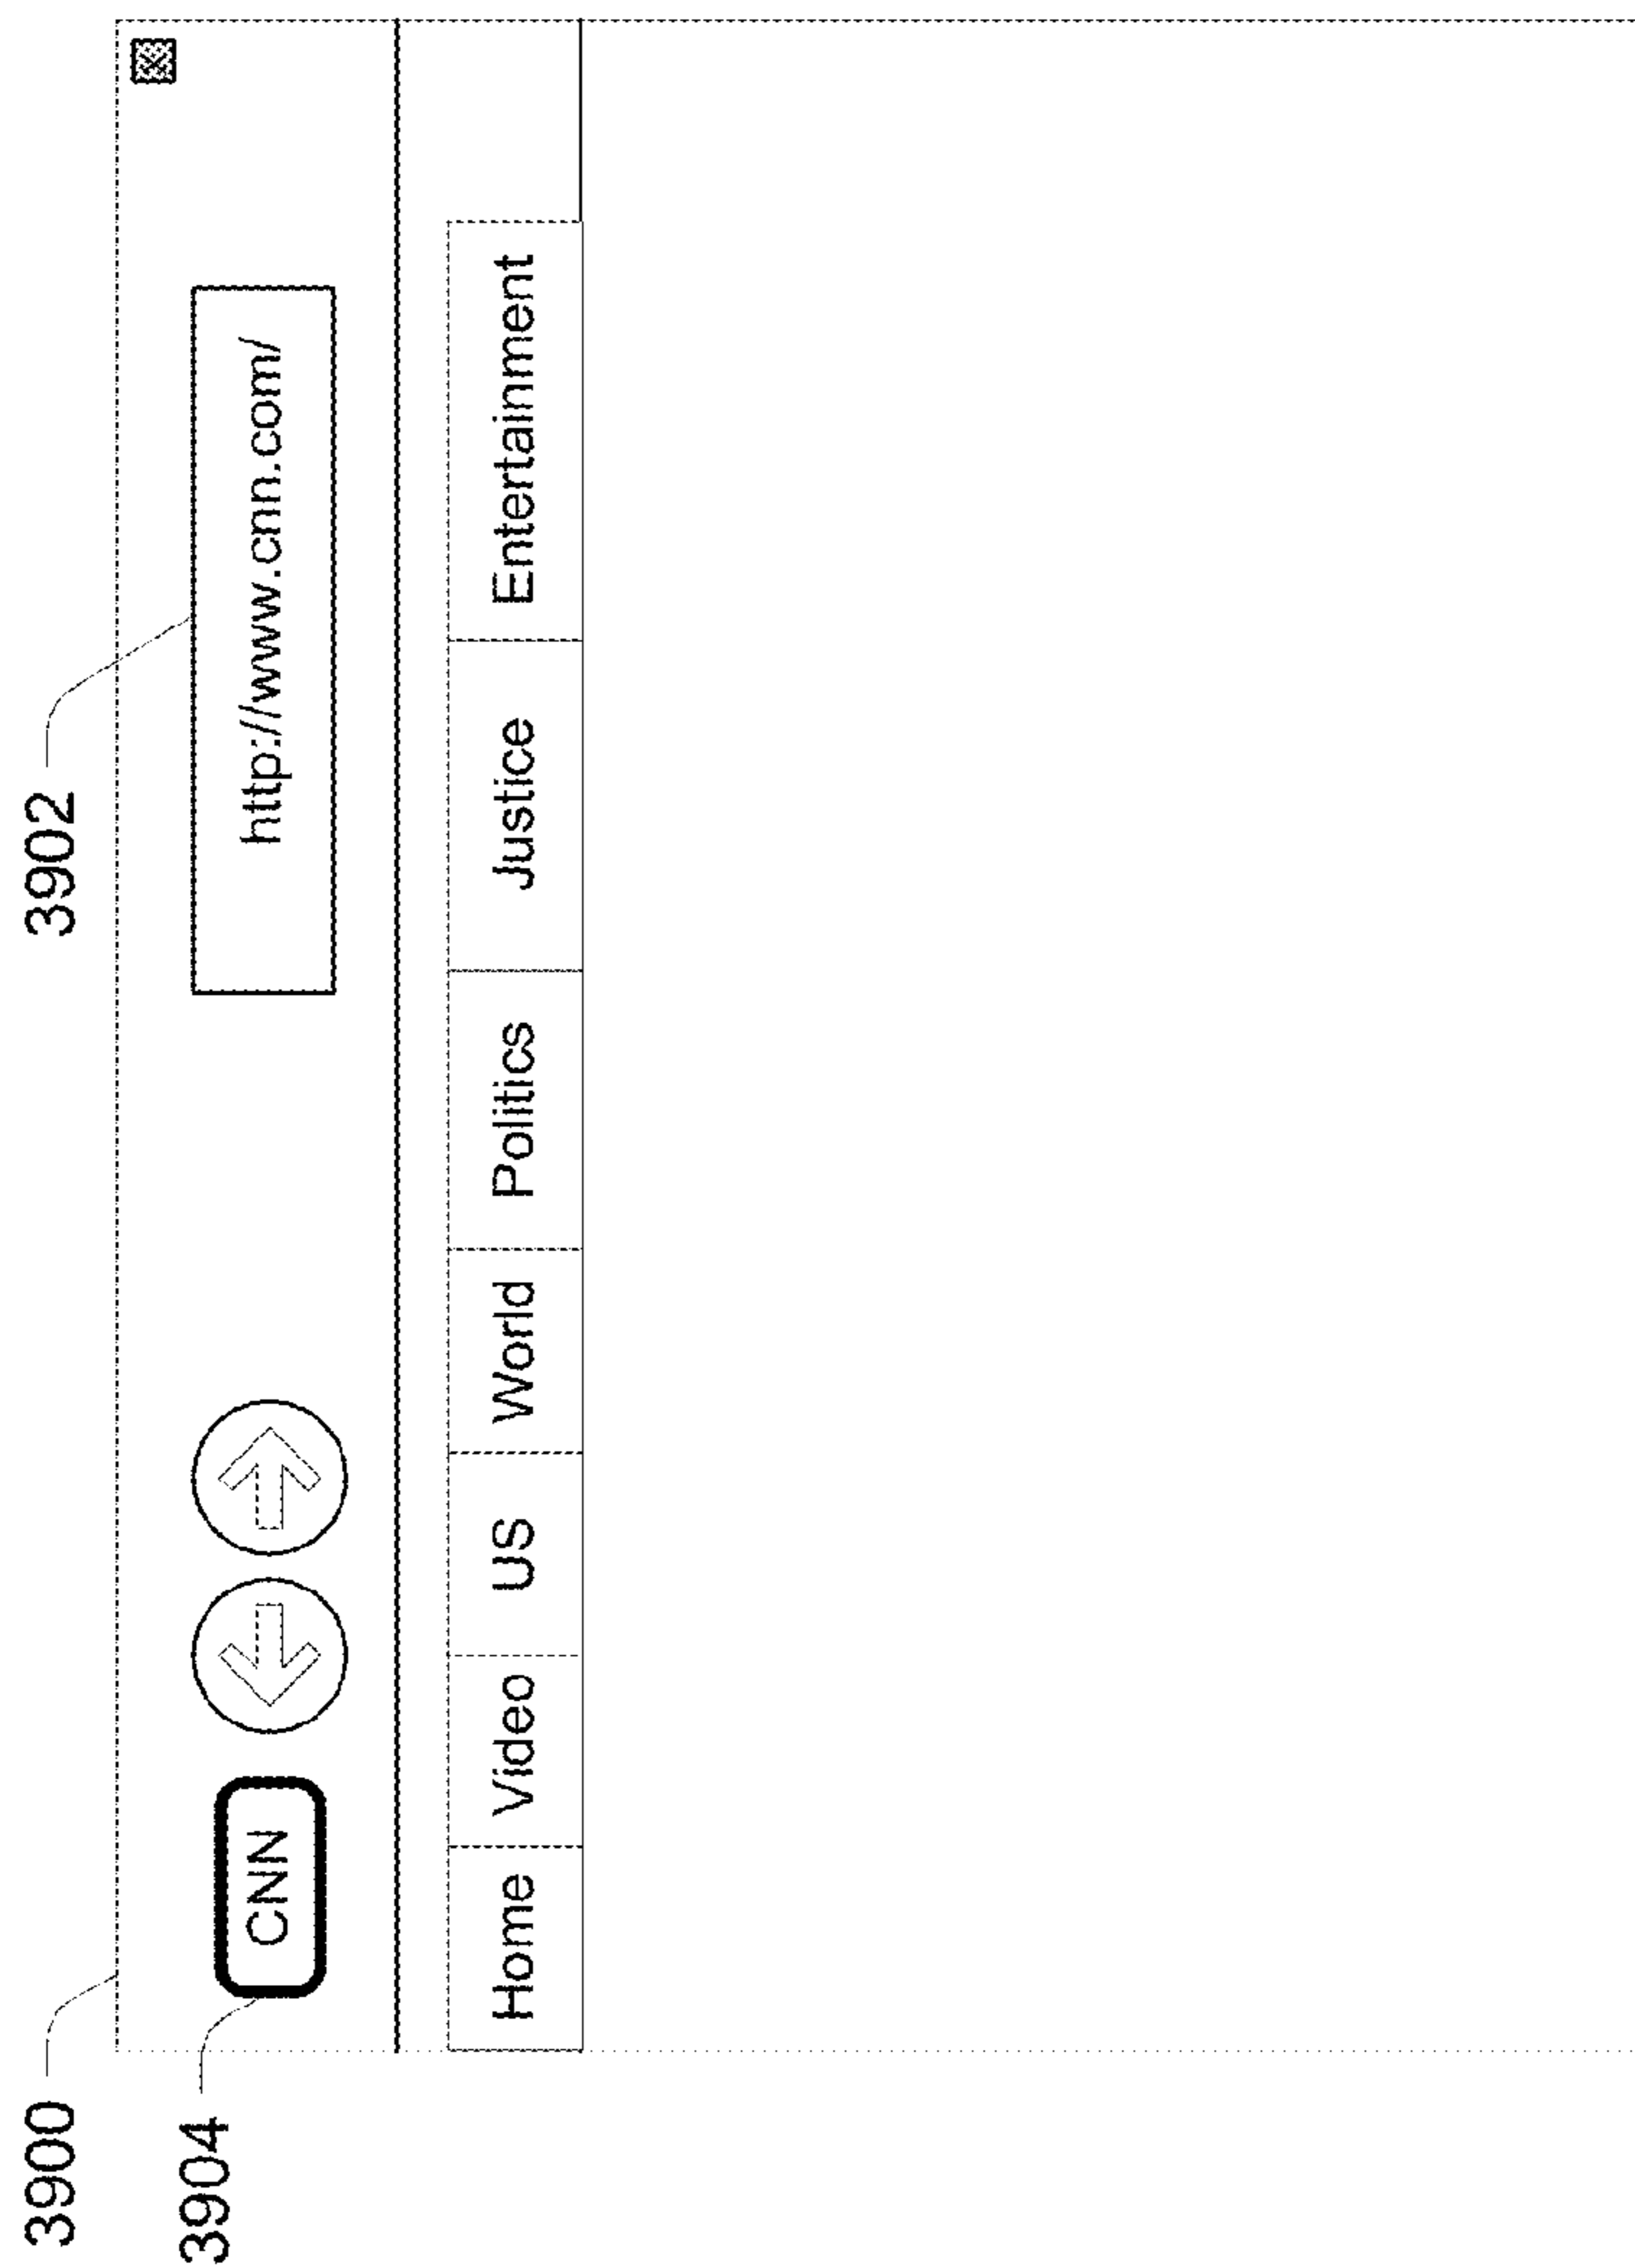 3900
3902
3904
CNN
http://www.cnn.com/
Home Video US World Politics Justice Entertainment